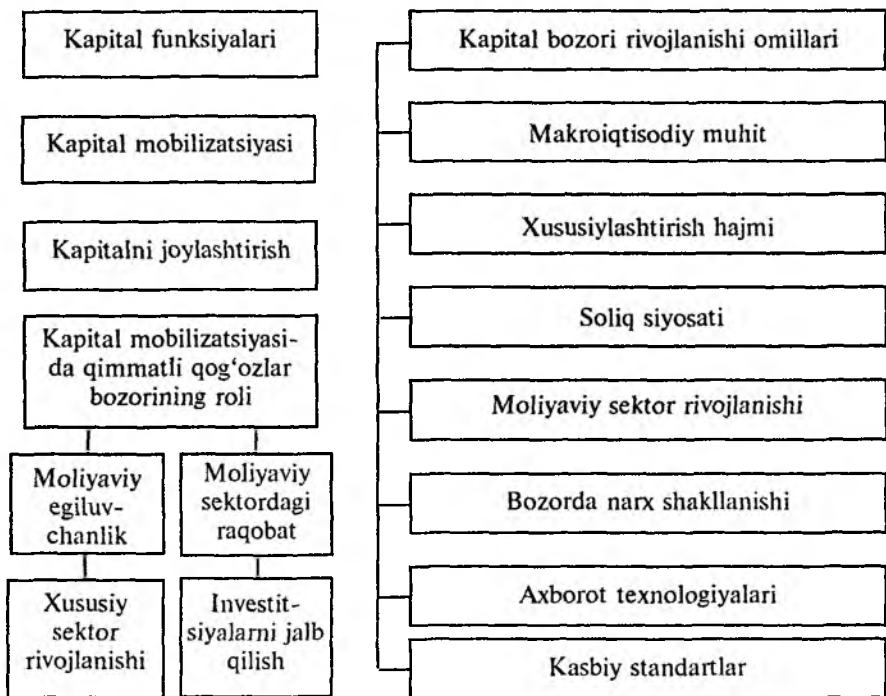 Kapital funksiyalari
Kapital mobilizatsiyasi
Kapitalni joylashtirish
Kapital mobilizatsiyasi-
da qimmatli qog‘ozlar
bozorining roli
Moliyaviy
egiluv-
chanlik
Moliyaviy
sektordagi
raqobat
Xususiy
sektor
rivojlanishi
Investit-
siyalarni jalb
qilish
Kapital bozori rivojlanishi omillari
Makroiqtisodiy muhit
Xususiylashtirish hajmi
Soliq siyosati
Moliyaviy sektor rivojlanishi
Bozorda narx shakllanishi
Axborot texnologiyalari
Kasbiy standartlar